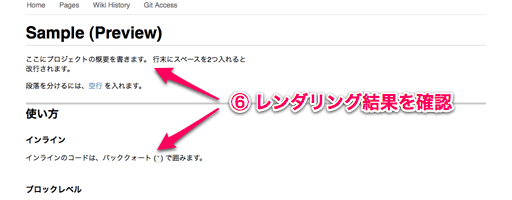 Home Pages Wiki History Git Access
Sample (Preview)
ここにプロジェクトの概要を書きます。 行末にスペースを2つ入れると
改行されます。
段落を分けるには、空行 を入れます。
⑥ レンダリング結果を確認
使い方
インライン
インラインのコードは、バッククォート (`) で囲みます。
ブロックレベル